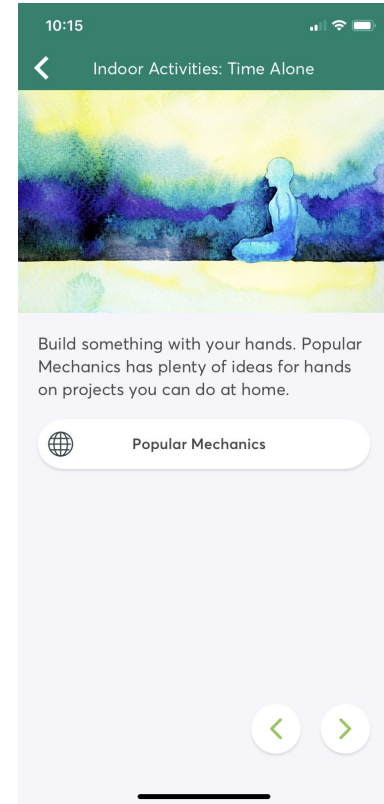 10:15
Indoor Activities: Time Alone
Build something with your hands. Popular
Mechanics has plenty of ideas for hands
on projects you can do at home.
Popular Mechanics